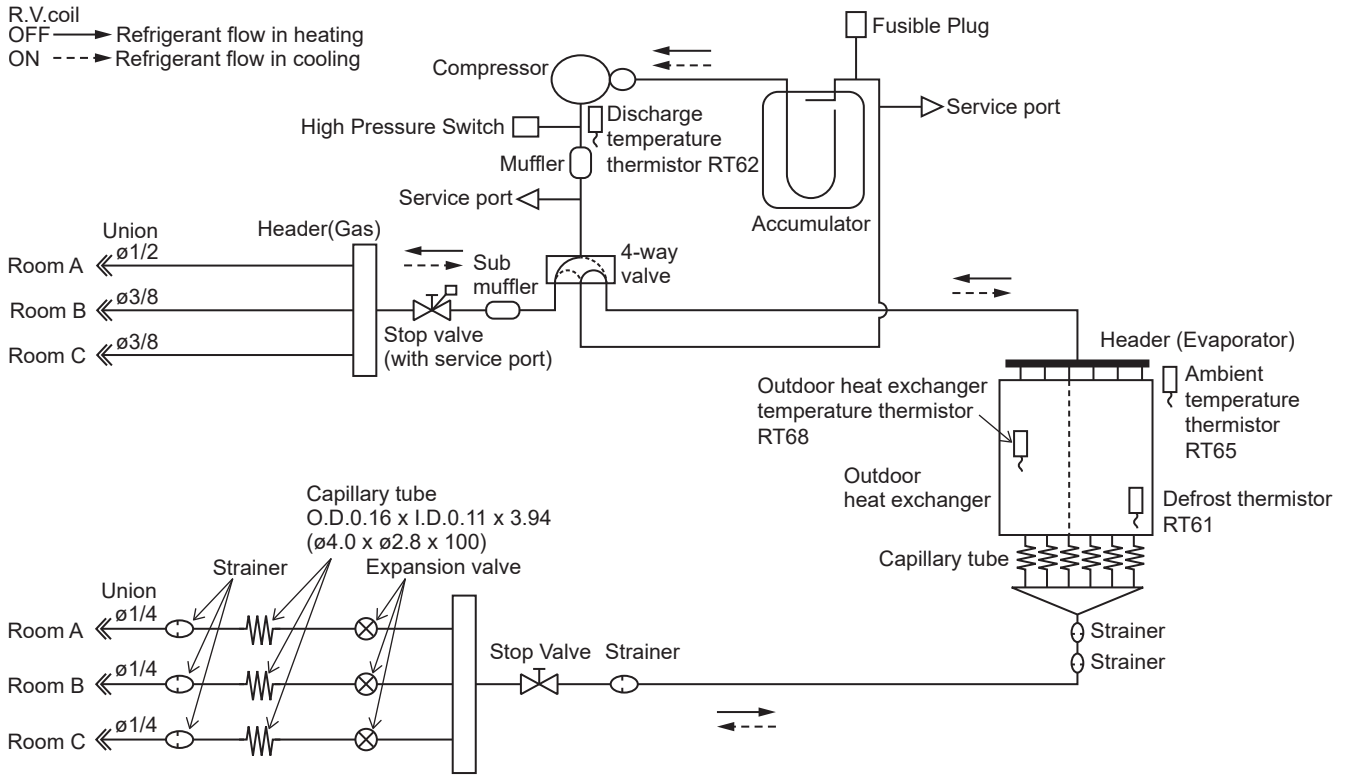 R.V.coil
OFF → Refrigerant flow in heating
ON ⇢ Refrigerant flow in cooling
Compressor
Fusible Plug
Service port
High Pressure Switch
Discharge
temperature
thermistor RT62
Muffler
Service port
Accumulator
4-way
valve
Union
Header(Gas)
Room A
ø1/2
Room B
ø3/8
Room C
ø3/8
Sub
muffler
Stop valve
(with service port)
Header (Evaporator)
Outdoor heat exchanger
temperature thermistor
RT68
Ambient
temperature
thermistor
RT65
Outdoor
heat exchanger
Defrost thermistor
RT61
Capillary tube
Strainer
Strainer
Capillary tube
O.D.0.16 x I.D.0.11 x 3.94
(ø4.0 x ø2.8 x 100)
Strainer
Expansion valve
Union
Room A
ø1/4
Room B
ø1/4
Room C
ø1/4
Stop Valve
Strainer